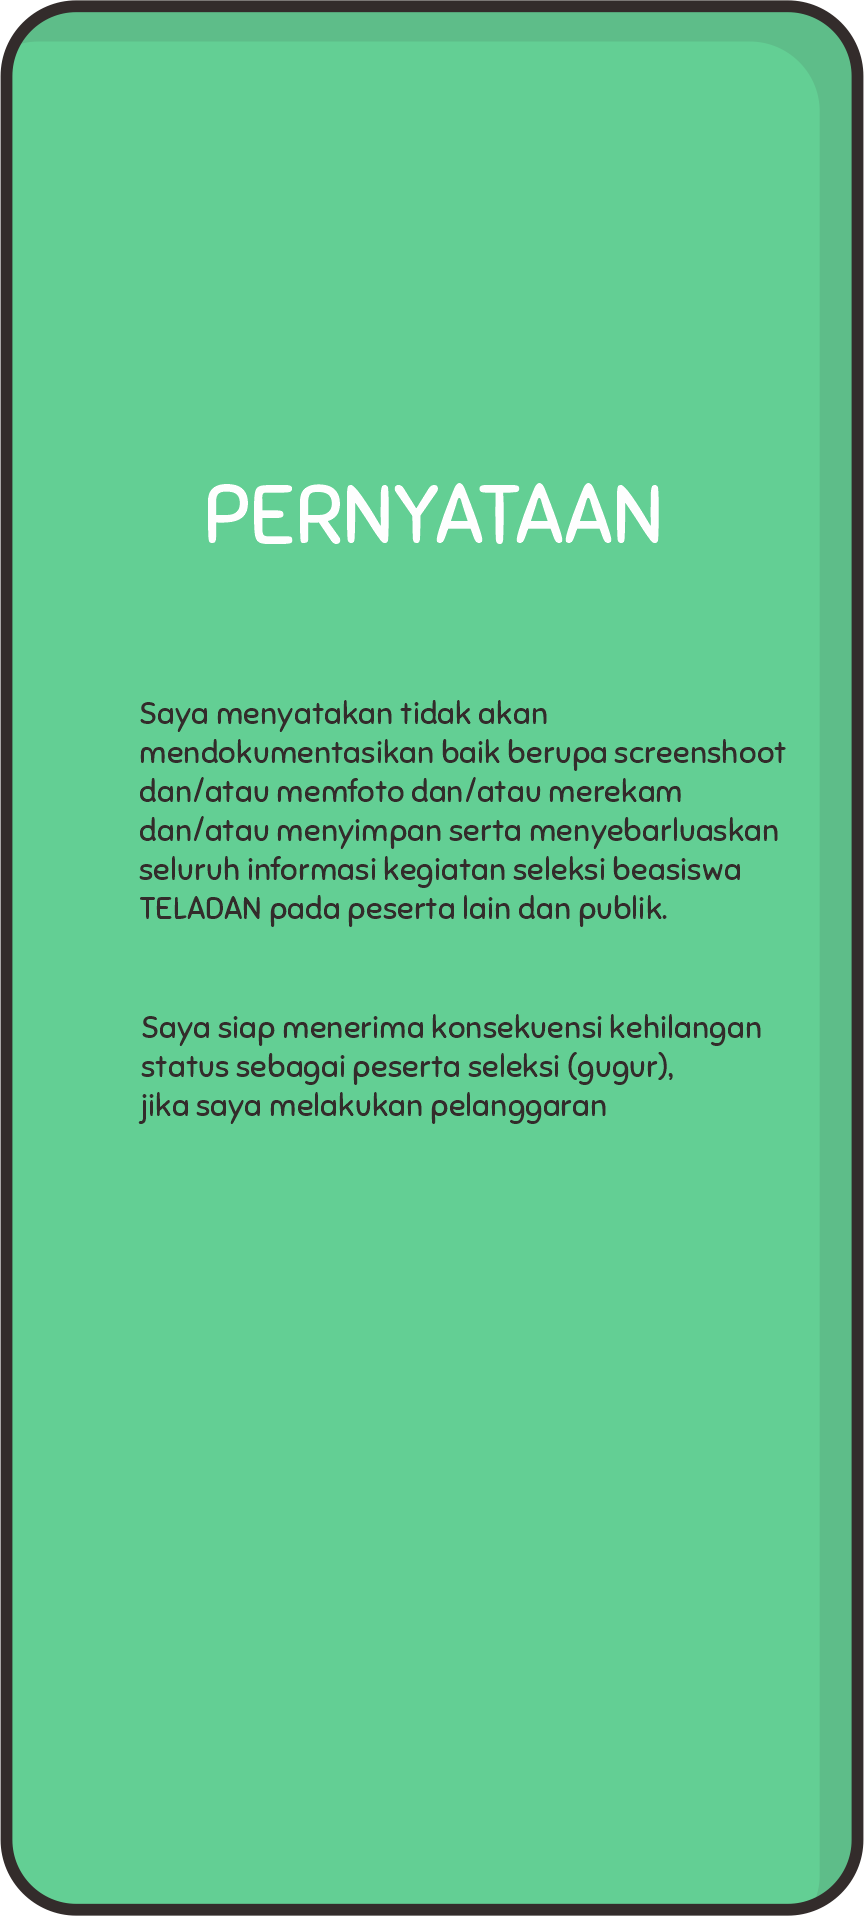 PERNYATAAN
Saya menyatakan tidak akan
mendokumentasikan baik berupa screenshoot
dan/atau memfoto dan/atau merekam
dan/atau menyimpan serta menyebarluaskan
seluruh informasi kegiatan seleksi beasiswa
TELADAN pada peserta lain dan publik.
Saya siap menerima konsekuensi kehilangan
status sebagai peserta seleksi (gugur),
jika saya melakukan pelanggaran